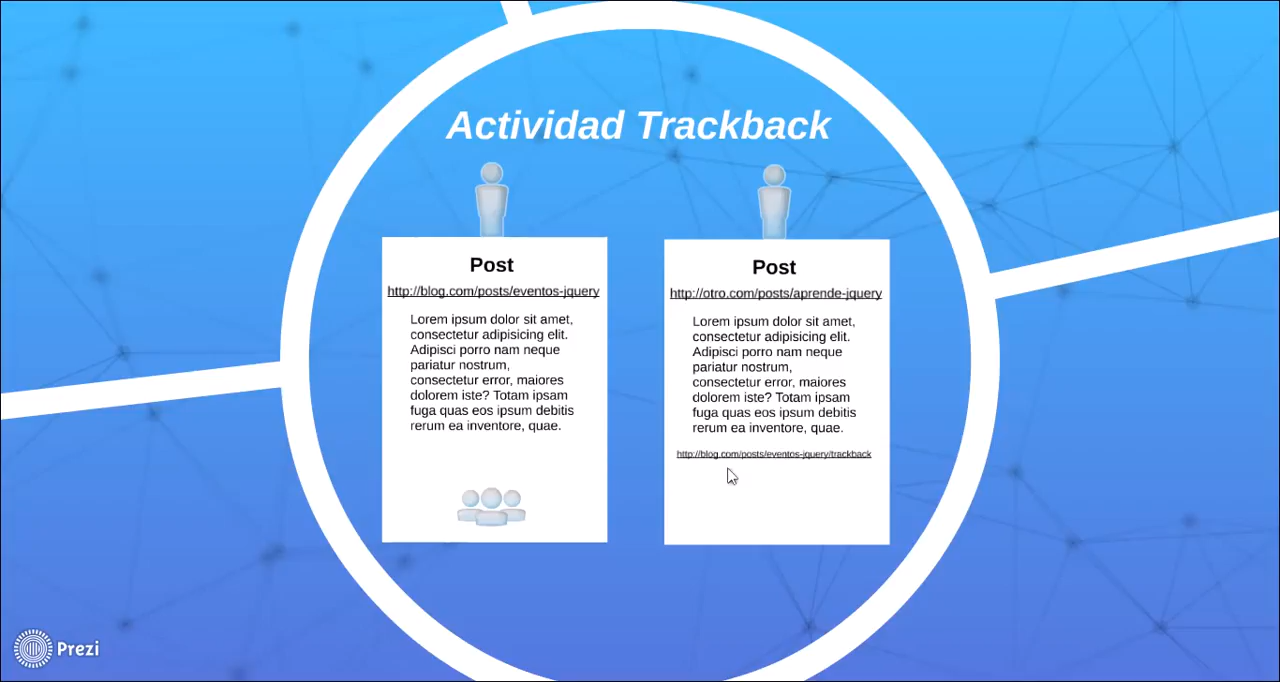 Actividad Trackback
Post
http://blog.com/posts/eventos-jquery
Lorem ipsum dolor sit amet,
consectetur adipisicing elit.
Adipisci porro nam neque
pariatur nostrum,
consectetur error, maiores
dolorem iste? Totam ipsam
fuga quas eos ipsum debitis
rerum ea inventore, quae.
Post
http://otro.com/posts/aprende-jquery
Lorem ipsum dolor sit amet,
consectetur adipisicing elit.
Adipisci porro nam neque
pariatur nostrum,
consectetur error, maiores
dolorem iste? Totam ipsam
fuga quas eos ipsum debitis
rerum ea inventore, quae.
http://blog.com/posts/eventos-jquery/trackback
Prezi